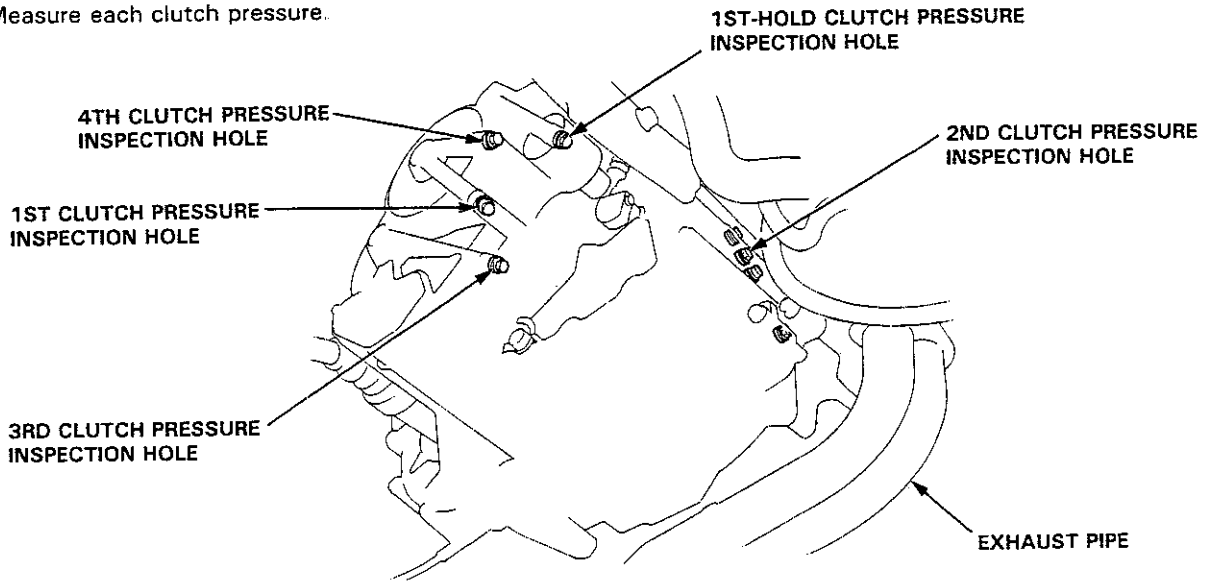 Measure each clutch pressure.
1ST-HOLD CLUTCH PRESSURE
INSPECTION HOLE
4TH CLUTCH PRESSURE
INSPECTION HOLE
2ND CLUTCH PRESSURE
INSPECTION HOLE
1ST CLUTCH PRESSURE
INSPECTION HOLE
3RD CLUTCH PRESSURE
INSPECTION HOLE
EXHAUST PIPE